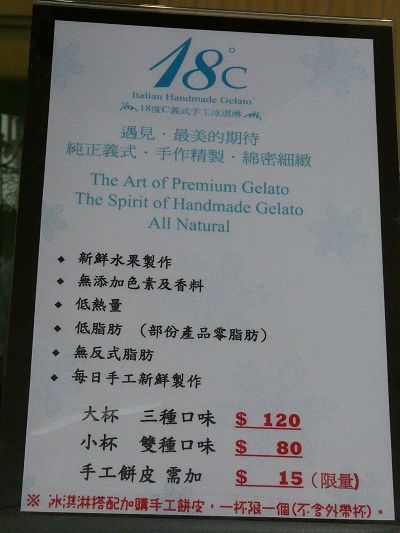 18°C
Italian Handmade Gelato
18度C義式手工冰淇淋
遇見．最美的期待
純正義式．手作精製．綿密細緻
The Art of Premium Gelato
The Spirit of Handmade Gelato
All Natural
◆ 新鮮水果製作
◆ 無添加色素及香料
◆ 低熱量
◆ 低脂肪 (部份產品零脂肪)
◆ 無反式脂肪
◆ 每日手工新鮮製作
大杯 三種口味 $ 120
小杯 雙種口味 $ 80
手工餅皮 需加 $ 15 (限量)
※ 冰淇淋搭配加購手工餅皮，一杯限一個(不含外帶杯)。